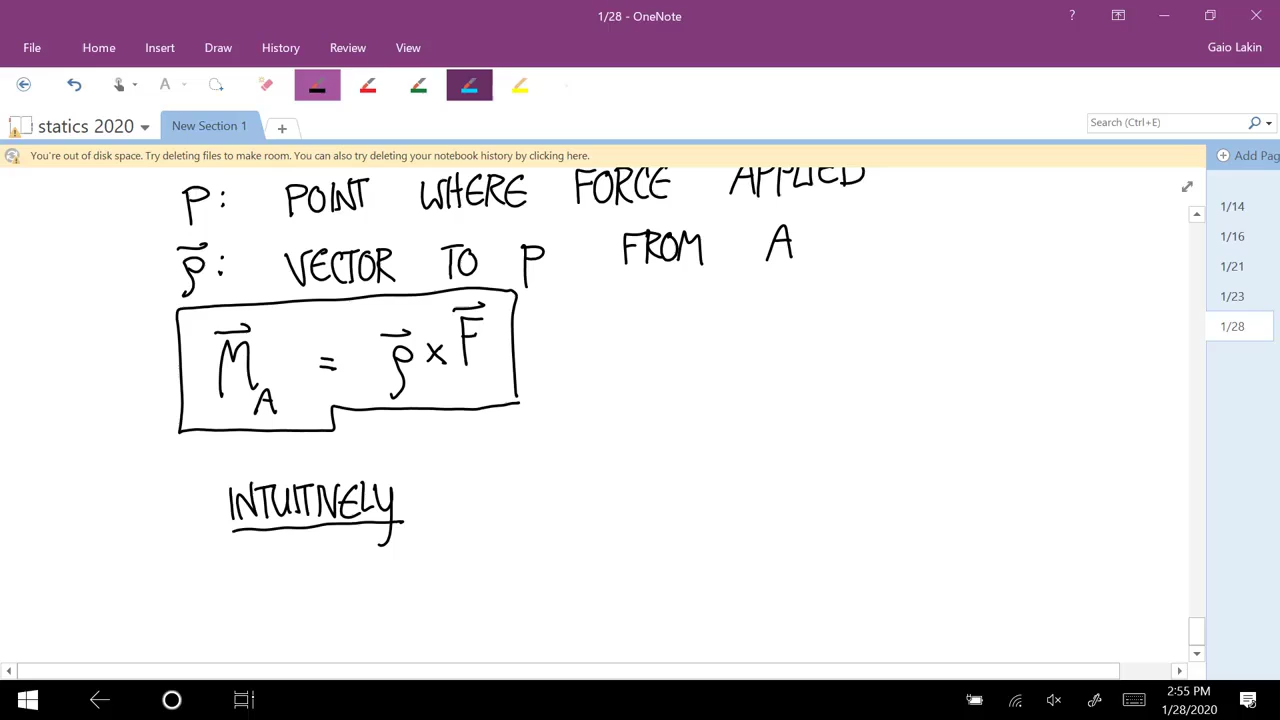 1/28 - OneNote
?
File Home Insert Draw History Review View Gaio Lakin
A
statics 2020 New Section 1 + Search (Ctrl+E)
You're out of disk space. Try deleting files to make room. You can also try deleting your notebook history by clicking here.
Add Pag
1/14
1/16
1/21
1/23
1/28
P: POINT WHERE FORCE APPLIED
ρ⃗: VECTOR TO P FROM A
M⃗_A = ρ⃗ × F⃗
INTUITIVELY
2:55 PM
1/28/2020